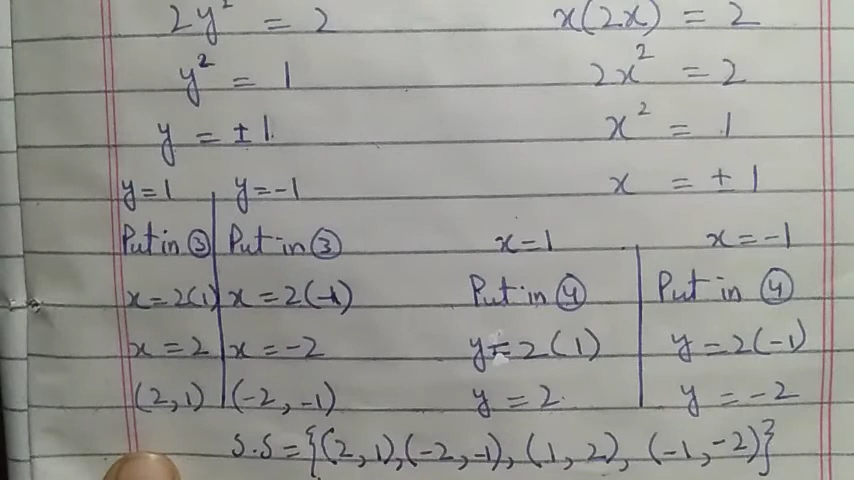 2y² = 2 x(2x) = 2
y² = 1 2x² = 2
y = ±1. x² = 1
y=1 y=-1 x = ±1
Put in ③ Put in ③ x=1 x=-1
x=2(1) x=2(-1) Put in ④ Put in ④
x=2 x=-2 y=2(1) y=2(-1)
(2,1) (-2,-1) y=2. y=-2
S.S={(2,1),(-2,-1),(1,2),(-1,-2)}